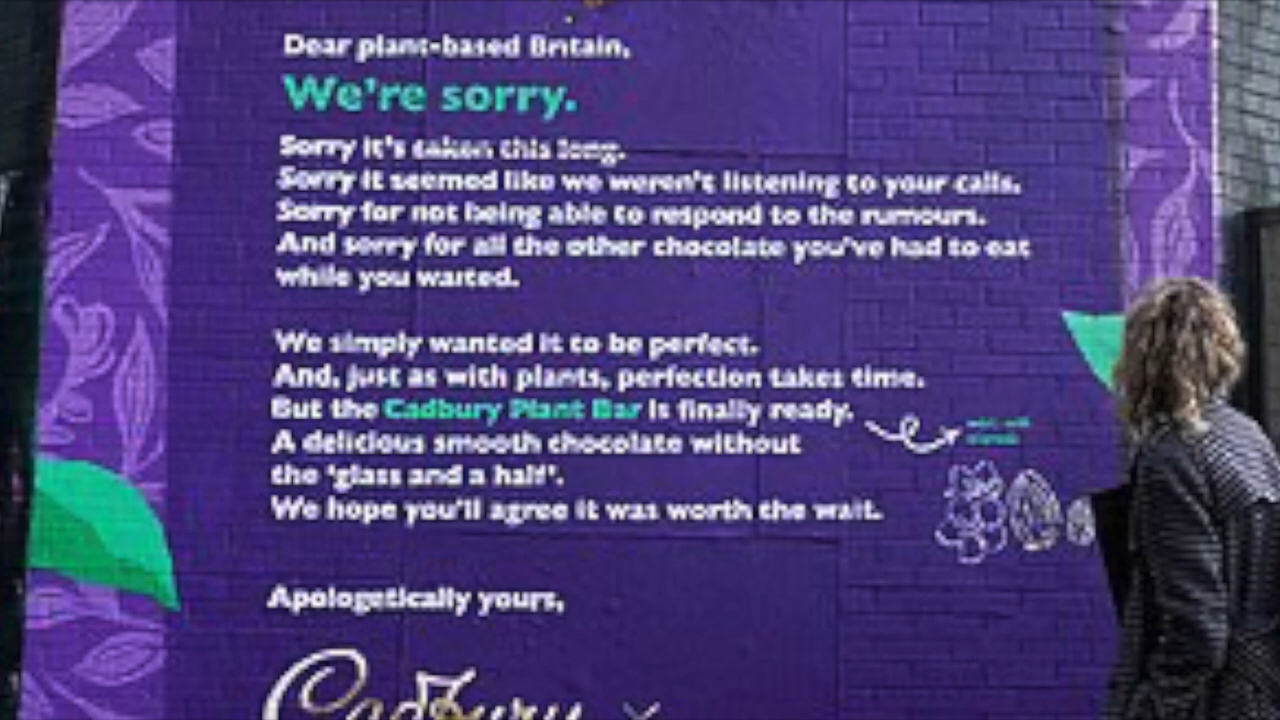 Dear plant-based Britain,
We're sorry.
Sorry it's taken this long.
Sorry it seemed like we weren't listening to your calls.
Sorry for not being able to respond to the rumours.
And sorry for all the other chocolate you've had to eat
while you waited.
We simply wanted it to be perfect.
And, just as with plants, perfection takes time.
But the Cadbury Plant Bar is finally ready.
A delicious smooth chocolate without
the 'glass and a half'.
We hope you'll agree it was worth the wait.
Apologetically yours,
Cadbury